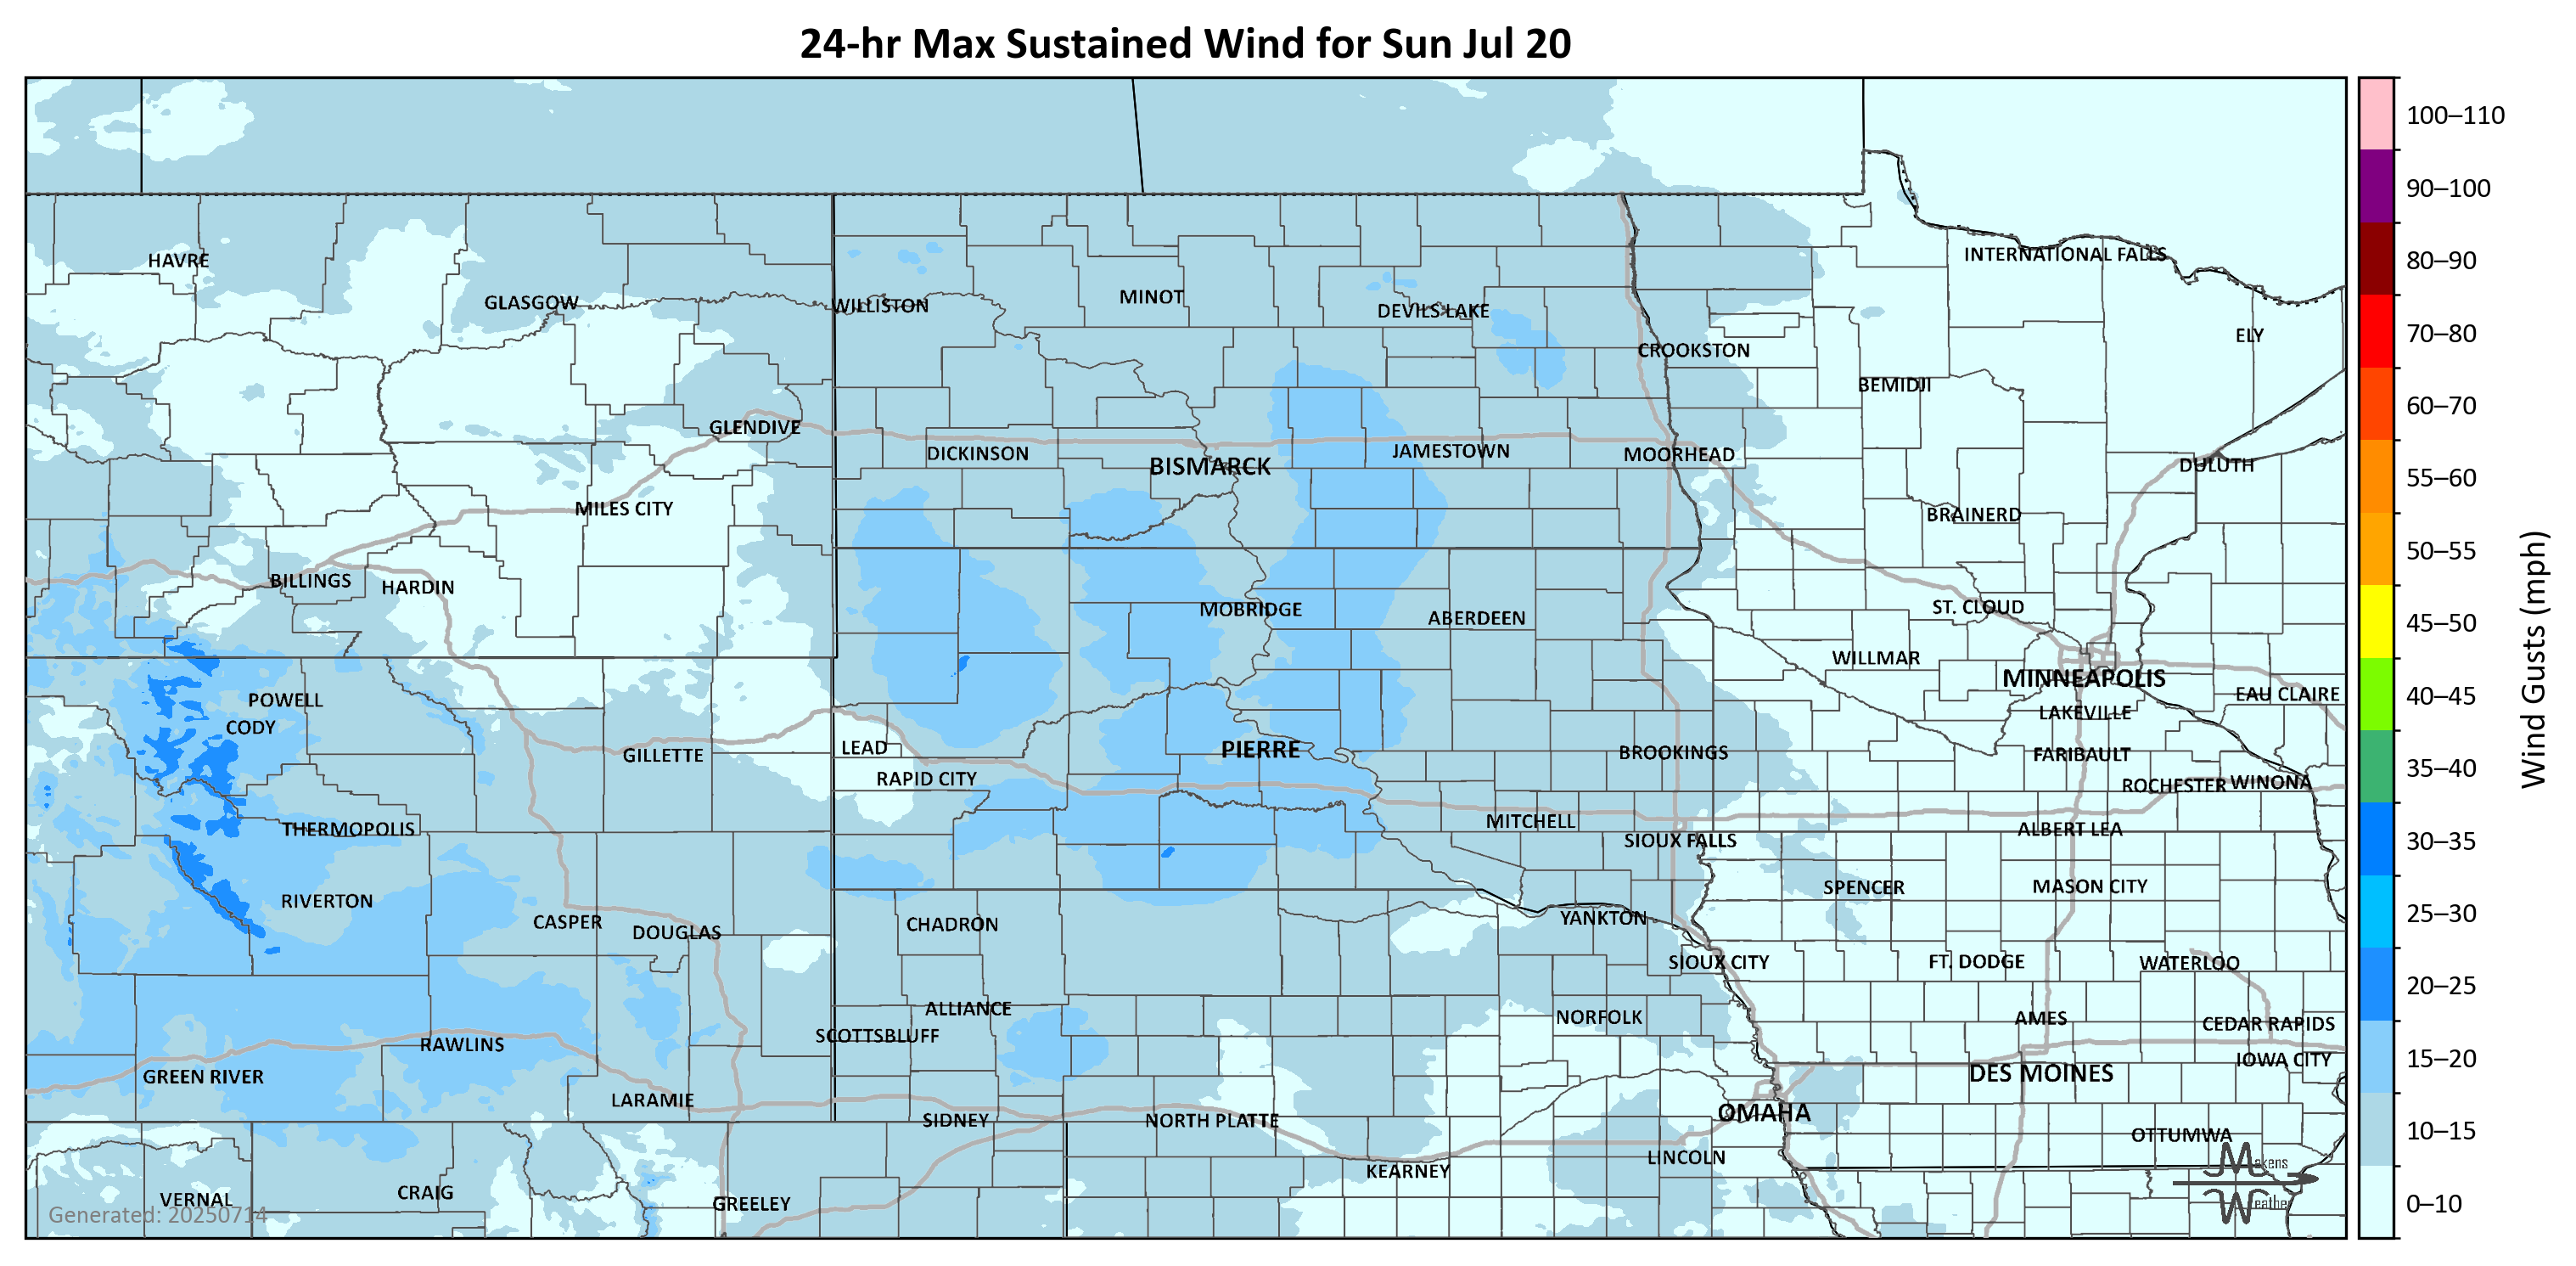 24-hr Max Sustained Wind for Sun Jul 20
100–110
90–100
80–90
70–80
60–70
55–60
50–55
45–50
40–45
35–40
30–35
25–30
20–25
15–20
10–15
0–10
Wind Gusts (mph)
HAVRE
GLASGOW
WILLISTON
MINOT
DEVILS LAKE
INTERNATIONAL FALLS
ELY
CROOKSTON
BEMIDJI
GLENDIVE
DICKINSON
BISMARCK
JAMESTOWN
MOORHEAD
DULUTH
MILES CITY
BRAINERD
BILLINGS
HARDIN
MOBRIDGE
ABERDEEN
ST. CLOUD
WILLMAR
MINNEAPOLIS
EAU CLAIRE
POWELL
CODY
LAKEVILLE
GILLETTE
LEAD
PIERRE
BROOKINGS
FARIBAULT
RAPID CITY
ROCHESTER
WINONA
THERMOPOLIS
MITCHELL
SIOUX FALLS
ALBERT LEA
RIVERTON
SPENCER
MASON CITY
CASPER
DOUGLAS
CHADRON
YANKTON
SIOUX CITY
FT. DODGE
WATERLOO
ALLIANCE
NORFOLK
AMES
CEDAR RAPIDS
SCOTTSBLUFF
RAWLINS
IOWA CITY
GREEN RIVER
DES MOINES
LARAMIE
SIDNEY
NORTH PLATTE
OMAHA
OTTUMWA
KEARNEY
LINCOLN
VERNAL
CRAIG
GREELEY
Generated: 20250714
Makens
Weather